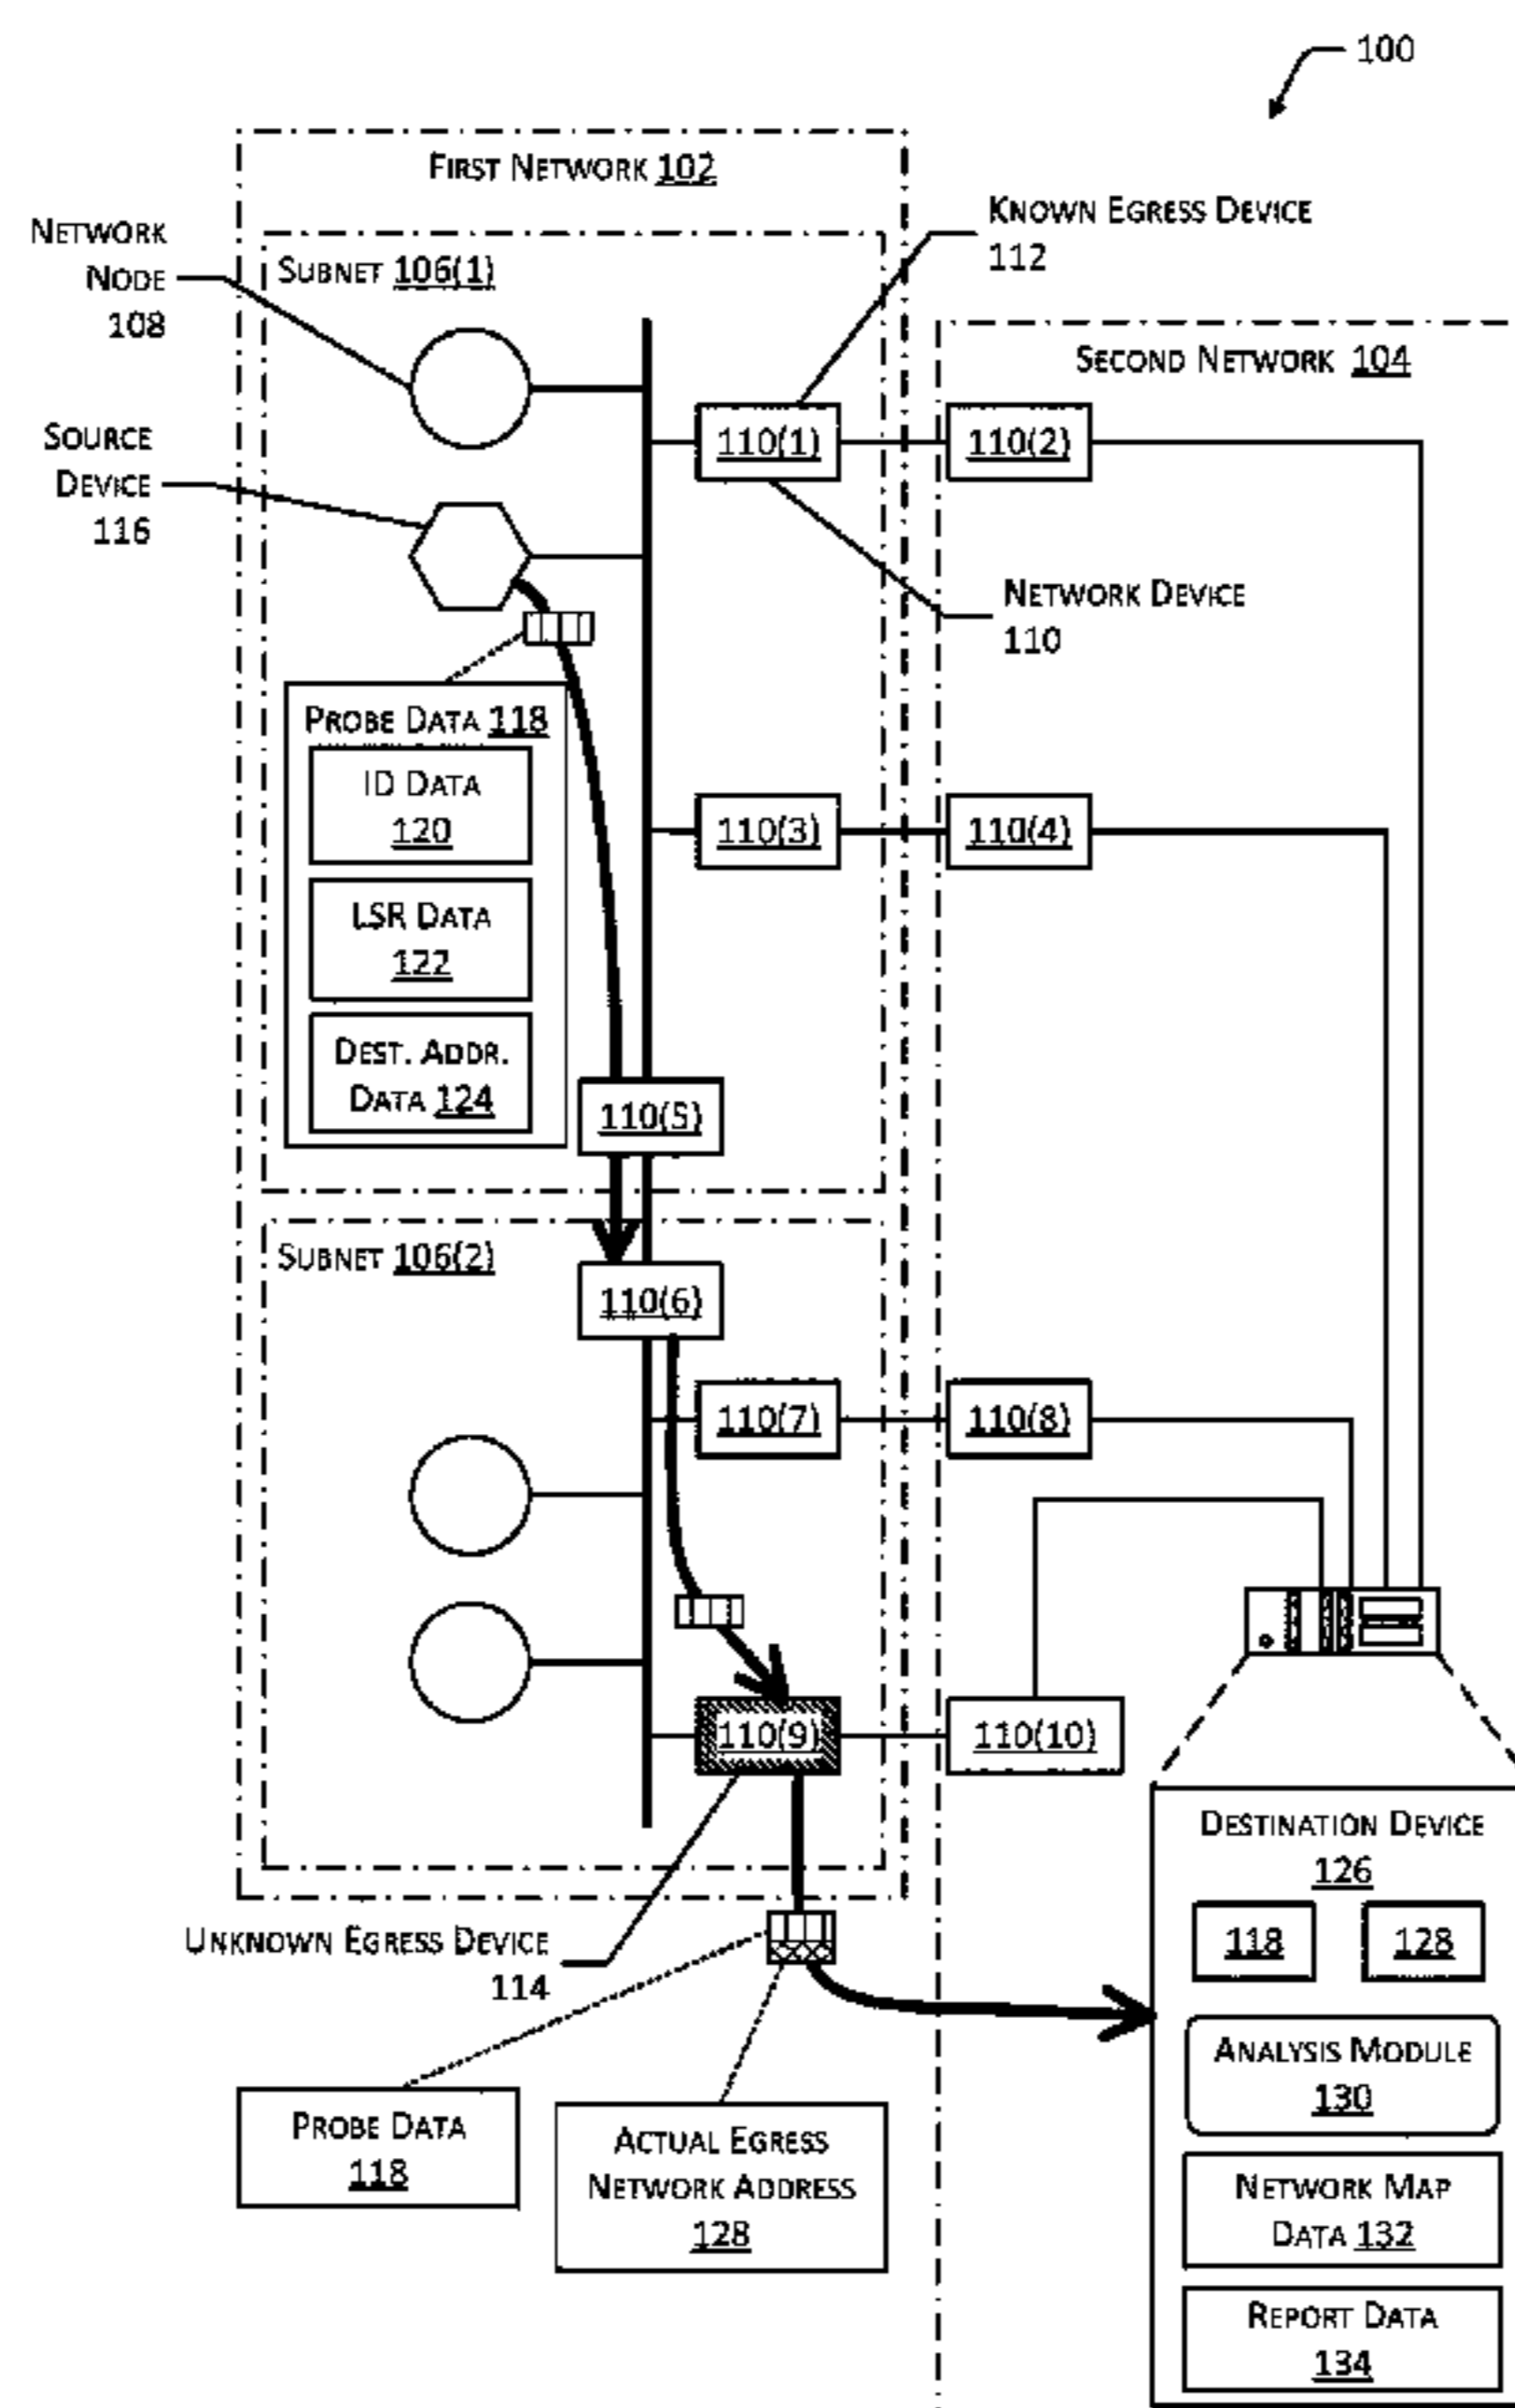 100
FIRST NETWORK 102
NETWORK
NODE
108
SUBNET 106(1)
KNOWN EGRESS DEVICE
112
SECOND NETWORK 104
SOURCE
DEVICE
116
110(1)
110(2)
NETWORK DEVICE
110
PROBE DATA 118
ID DATA
120
LSR DATA
122
DEST. ADDR.
DATA 124
110(3)
110(4)
110(5)
SUBNET 106(2)
110(6)
110(7)
110(8)
110(9)
110(10)
UNKNOWN EGRESS DEVICE
114
PROBE DATA
118
ACTUAL EGRESS
NETWORK ADDRESS
128
DESTINATION DEVICE
126
118
128
ANALYSIS MODULE
130
NETWORK MAP
DATA 132
REPORT DATA
134